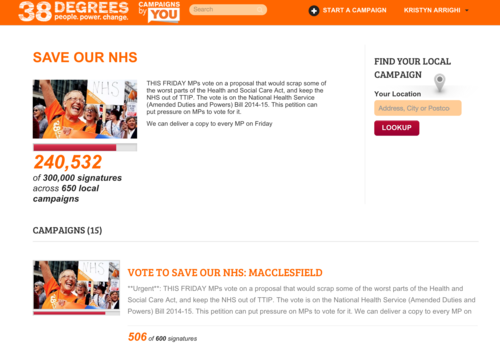 38 DEGREES
people. power. change.
CAMPAIGNS
by YOU
Search
START A CAMPAIGN
KRISTYN ARRIGHI
SAVE OUR NHS
THIS FRIDAY MPs vote on a proposal that would scrap some of
the worst parts of the Health and Social Care Act, and keep the
NHS out of TTIP. The vote is on the National Health Service
(Amended Duties and Powers) Bill 2014-15. This petition can
put pressure on MPs to vote for it.
We can deliver a copy to every MP on Friday
NHS
240,532
of 300,000 signatures
across 650 local
campaigns
FIND YOUR LOCAL
CAMPAIGN
Your Location
Address, City or Postco
LOOKUP
CAMPAIGNS (15)
NHS
VOTE TO SAVE OUR NHS: MACCLESFIELD
**Urgent**: THIS FRIDAY MPs vote on a proposal that would scrap some of the worst parts of the Health and
Social Care Act, and keep the NHS out of TTIP. The vote is on the National Health Service (Amended Duties and
Powers) Bill 2014-15. This petition can put pressure on MPs to vote for it. We can deliver a copy to every MP on
506 of 600 signatures